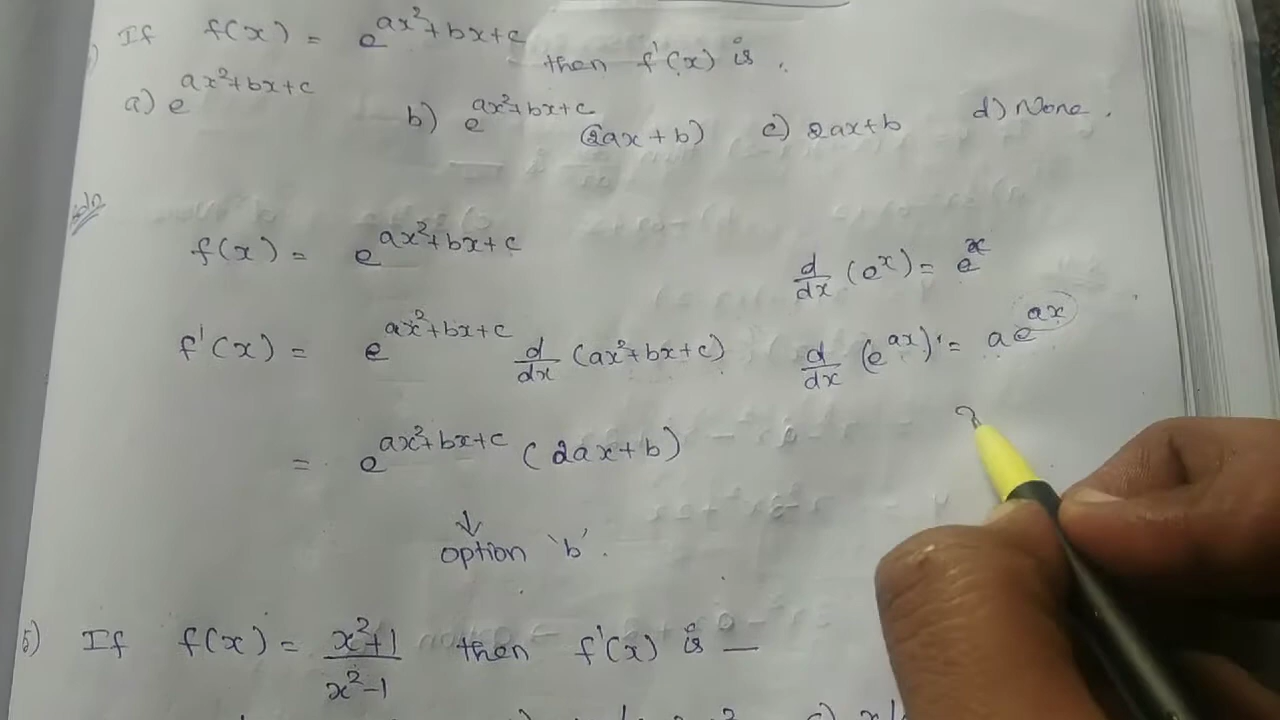 If f(x) = e^{ax²+bx+c} then f'(x) is .
a) e^{ax²+bx+c} b) e^{ax²+bx+c} (2ax + b) c) 2ax+b d) None .
Soln
f(x) = e^{ax²+bx+c}
d/dx (e^x) = e^x
f'(x) = e^{ax²+bx+c} d/dx (ax²+bx+c)
d/dx (e^{ax})' = a e^{ax}
= e^{ax²+bx+c} (2ax+b)
↓
option 'b'.
5) If f(x) = x²+1 / x²-1 then f'(x) is —